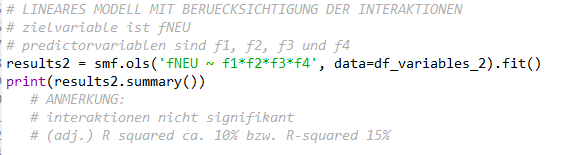 # LINEARES MODELL MIT BERUECKSICHTIGUNG DER INTERAKTIONEN
# zielvariable ist fNEU
# predictorvariablen sind f1, f2, f3 und f4
results2 = smf.ols('fNEU ~ f1*f2*f3*f4', data=df_variables_2).fit()
print(results2.summary())
# ANMERKUNG:
# interaktionen nicht signifikant
# (adj.) R squared ca. 10% bzw. R-squared 15%